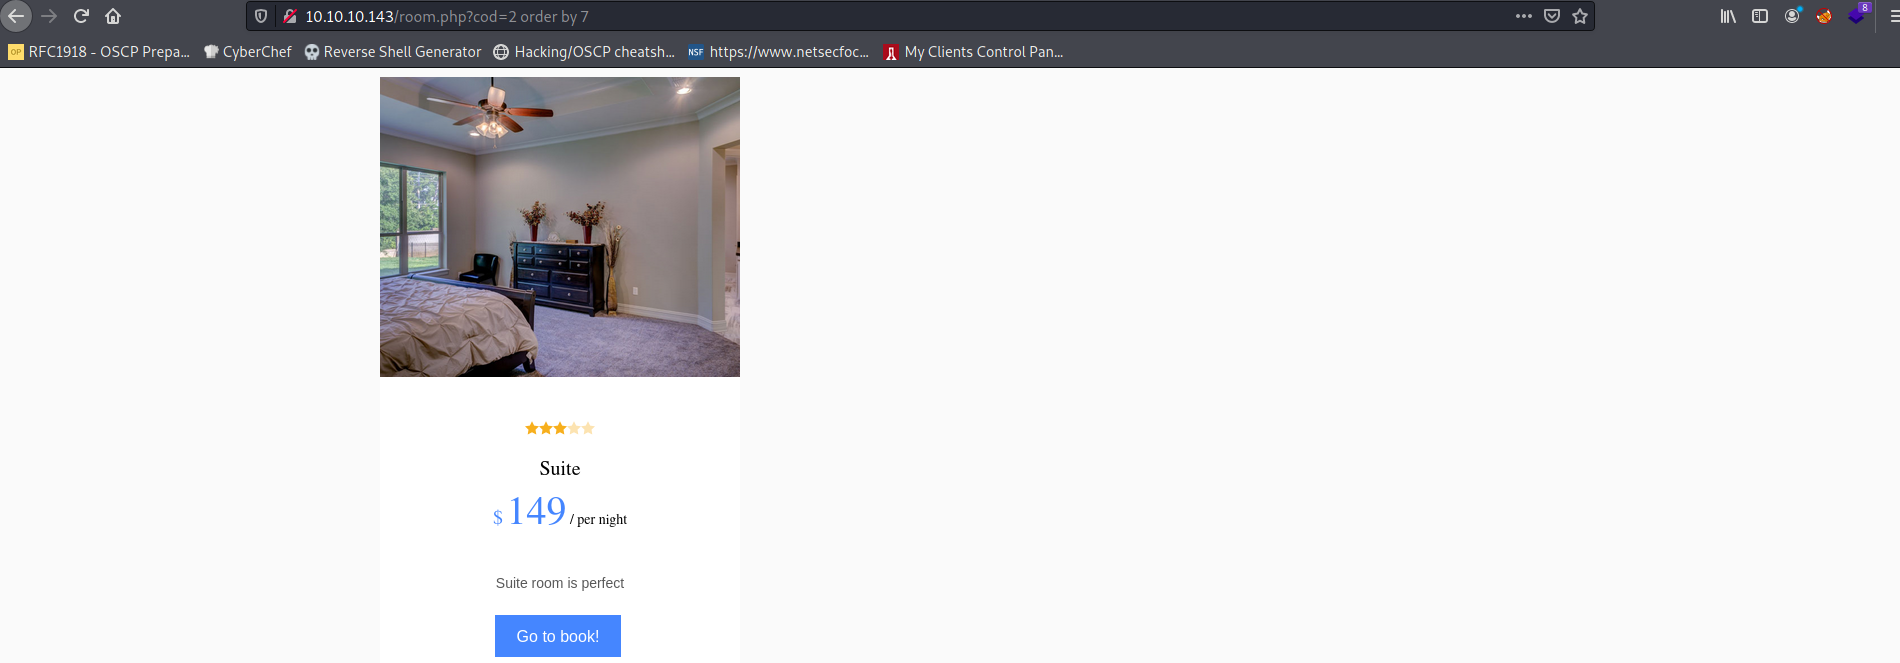 10.10.10.143/room.php?cod=2 order by 7
8
OP RFC1918 - OSCP Prepa... CyberChef Reverse Shell Generator Hacking/OSCP cheatsh... NSF https://www.netsecfoc... My Clients Control Pan...
Suite
$ 149 / per night
Suite room is perfect
Go to book!